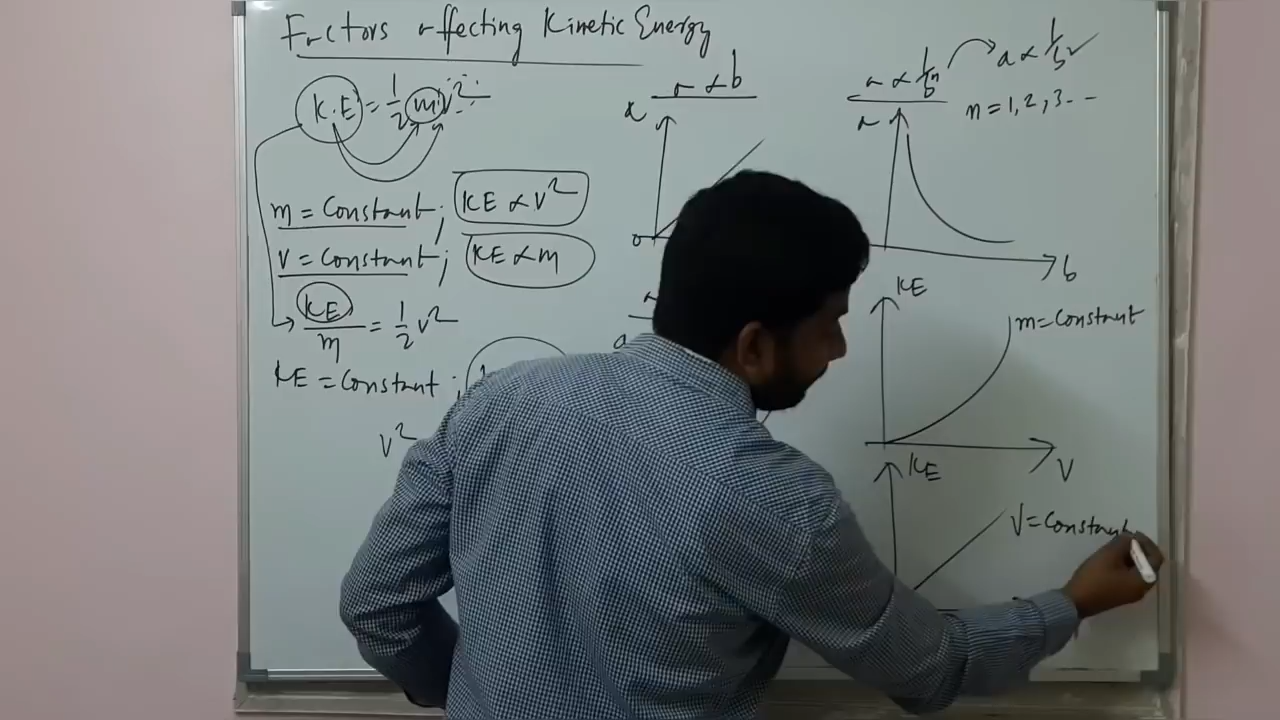 Factors affecting Kinetic Energy
K.E = 1/2 mv²
m = Constant ; KE ∝ v²
v = Constant ; KE ∝ m
KE/m = 1/2 v²
KE = Constant ;
v²
a ∝ b
a
0
a ∝ 1/bⁿ
a ∝ 1/b ✓
n = 1, 2, 3 - -
a
b
KE
m = Constant
V
KE
V = Constant